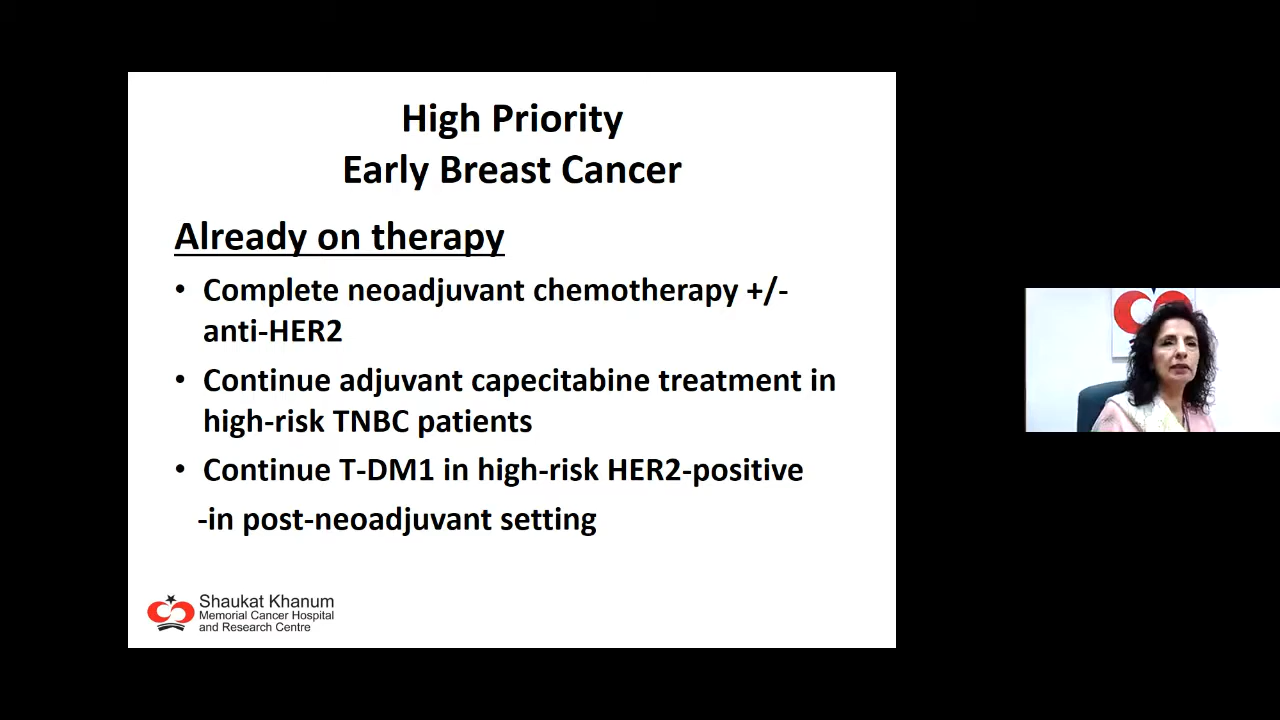 High Priority
Early Breast Cancer
Already on therapy
• Complete neoadjuvant chemotherapy +/-
anti-HER2
• Continue adjuvant capecitabine treatment in
high-risk TNBC patients
• Continue T-DM1 in high-risk HER2-positive
-in post-neoadjuvant setting
Shaukat Khanum
Memorial Cancer Hospital
and Research Centre